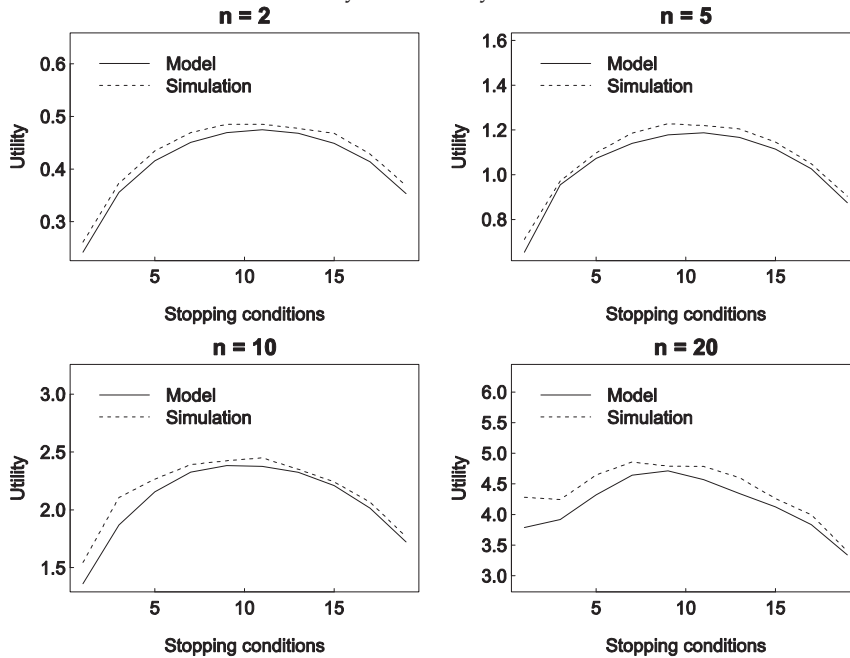 n = 2
0.6
0.5
0.4
0.3
Utility
Model
Simulation
5
10
15
Stopping conditions
n = 5
1.6
1.4
1.2
1.0
0.8
Utility
Model
Simulation
5
10
15
Stopping conditions
n = 10
3.0
2.5
2.0
1.5
Utility
Model
Simulation
5
10
15
Stopping conditions
n = 20
6.0
5.5
5.0
4.5
4.0
3.5
3.0
Utility
Model
Simulation
5
10
15
Stopping conditions